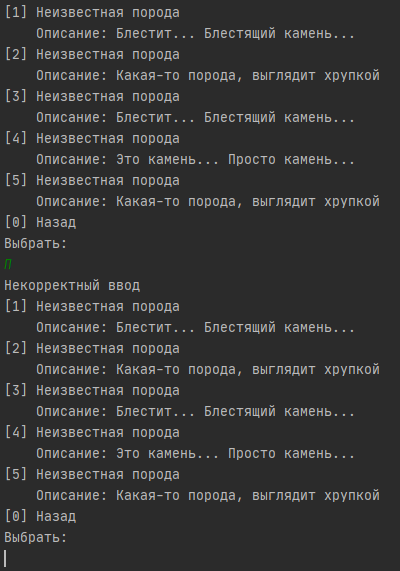 [1] Неизвестная порода
Описание: Блестит... Блестящий камень...
[2] Неизвестная порода
Описание: Какая-то порода, выглядит хрупкой
[3] Неизвестная порода
Описание: Блестит... Блестящий камень...
[4] Неизвестная порода
Описание: Это камень... Просто камень...
[5] Неизвестная порода
Описание: Какая-то порода, выглядит хрупкой
[0] Назад
Выбрать:
П
Некорректный ввод
[1] Неизвестная порода
Описание: Блестит... Блестящий камень...
[2] Неизвестная порода
Описание: Какая-то порода, выглядит хрупкой
[3] Неизвестная порода
Описание: Блестит... Блестящий камень...
[4] Неизвестная порода
Описание: Это камень... Просто камень...
[5] Неизвестная порода
Описание: Какая-то порода, выглядит хрупкой
[0] Назад
Выбрать: